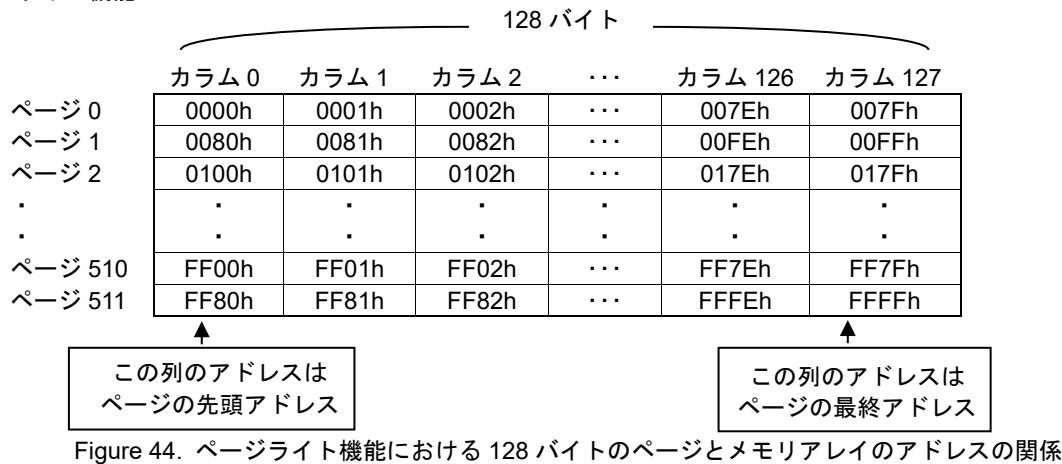 128 バイト
カラム 0 カラム 1 カラム 2 ・・・ カラム 126 カラム 127
ページ 0 0000h 0001h 0002h ・・・ 007Eh 007Fh
ページ 1 0080h 0081h 0082h ・・・ 00FEh 00FFh
ページ 2 0100h 0101h 0102h ・・・ 017Eh 017Fh
・ ・ ・ ・ ・ ・ ・
・ ・ ・ ・ ・ ・ ・
ページ 510 FF00h FF01h FF02h ・・・ FF7Eh FF7Fh
ページ 511 FF80h FF81h FF82h ・・・ FFFEh FFFFh
この列のアドレスは
ページの先頭アドレス
この列のアドレスは
ページの最終アドレス
Figure 44. ページライト機能における 128 バイトのページとメモリアレイのアドレスの関係